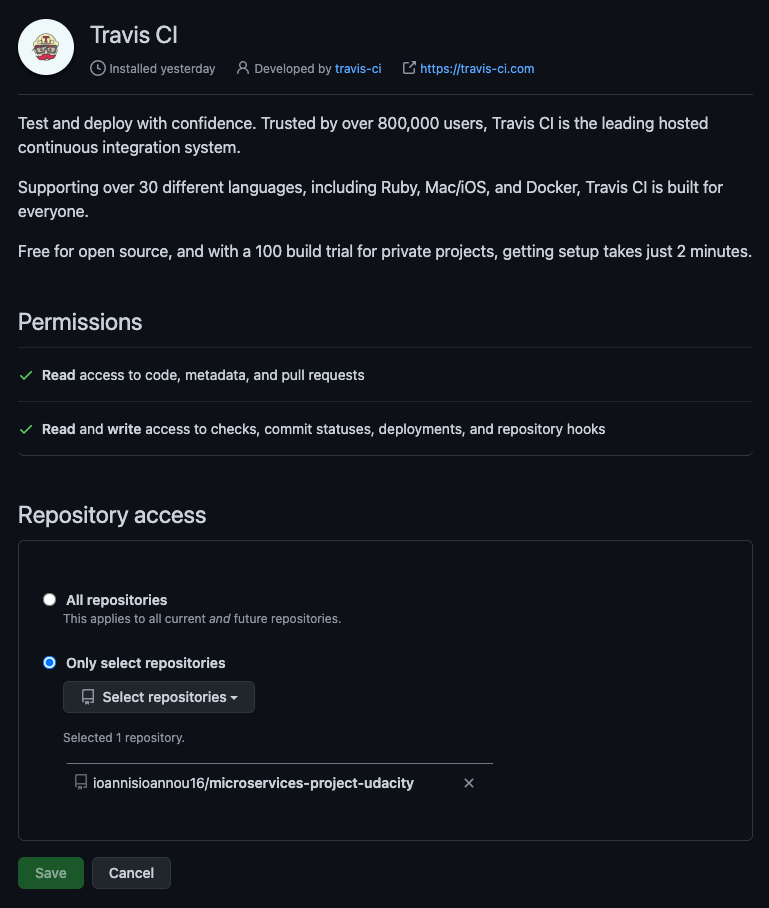 Travis CI
Installed yesterday Developed by travis-ci https://travis-ci.com
Test and deploy with confidence. Trusted by over 800,000 users, Travis CI is the leading hosted
continuous integration system.
Supporting over 30 different languages, including Ruby, Mac/iOS, and Docker, Travis CI is built for
everyone.
Free for open source, and with a 100 build trial for private projects, getting setup takes just 2 minutes.
Permissions
Read access to code, metadata, and pull requests
Read and write access to checks, commit statuses, deployments, and repository hooks
Repository access
All repositories
This applies to all current and future repositories.
Only select repositories
Select repositories
Selected 1 repository.
ioannisioannou16/microservices-project-udacity
Save Cancel